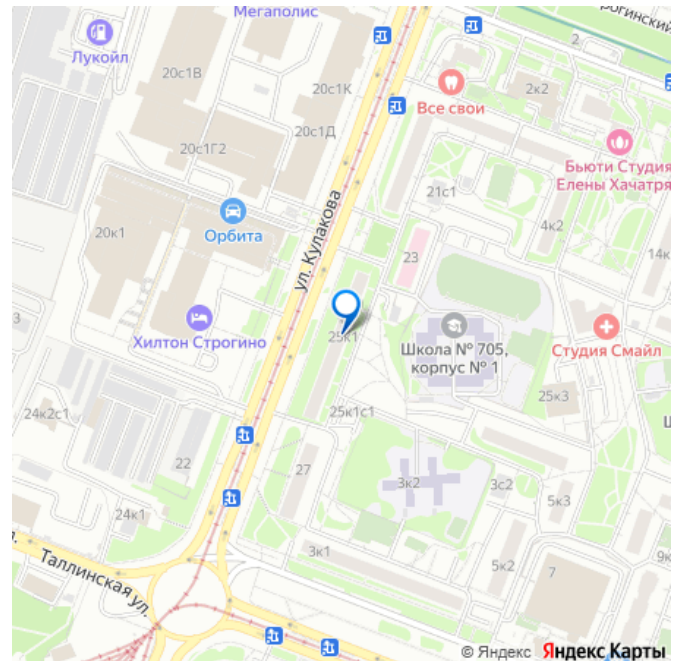 Мегаполис
Лукойл
20с1В
20с1К
20с1Д
20с1Г2
2
2к2
Все свои
Бьюти Студия
Елены Хачатря
21с1
4к2
14к
20к1
Орбита
ул. Кулакова
23
Хилтон Строгино
25к1
Школа № 705,
корпус № 1
Студия Смайл
3
24к2с1
25к1с1
25к3
22
27
3к2
3с2
5к3
24к1
3к1
5к2
7
9к
Таллинская ул.
© Яндекс Яндекс Карты